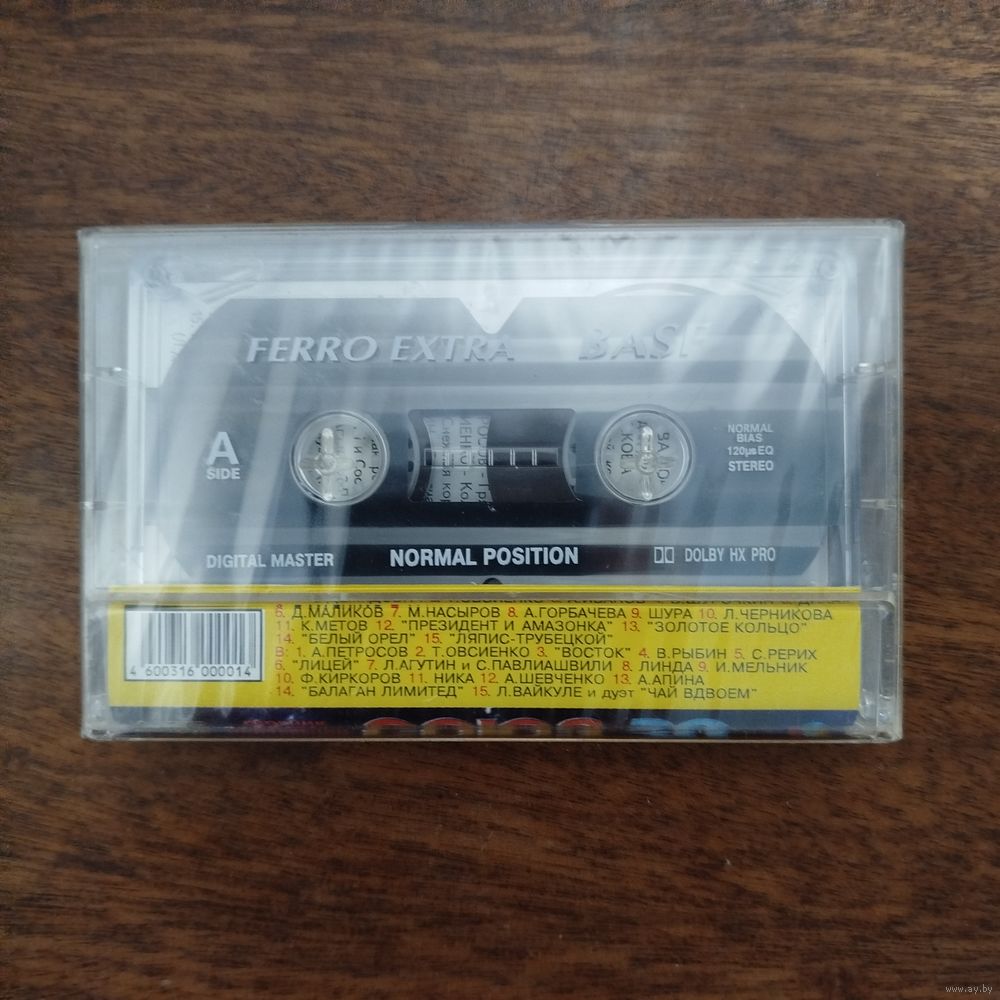 FERRO EXTRA BASF
A
SIDE
NORMAL
BIAS
120µs EQ
STEREO
DIGITAL MASTER NORMAL POSITION DOLBY HX PRO
6. Д.МАЛИКОВ 7. М.НАСЫРОВ 8. А.ГОРБАЧЕВА 9. ШУРА 10. Л.ЧЕРНИКОВА
11. К.МЕТОВ 12. "ПРЕЗИДЕНТ И АМАЗОНКА" 13. "ЗОЛОТОЕ КОЛЬЦО"
14. "БЕЛЫЙ ОРЕЛ" 15. "ЛЯПИС-ТРУБЕЦКОЙ"
В: 1. А.ПЕТРОСОВ 2. Т.ОВСИЕНКО 3. "ВОСТОК" 4. В.РЫБИН 5. С.РЕРИХ
6. "ЛИЦЕЙ" 7. Л.АГУТИН и С.ПАВЛИАШВИЛИ 8. ЛИНДА 9. И.МЕЛЬНИК
10. Ф.КИРКОРОВ 11. НИКА 12. А.ШЕВЧЕНКО 13. А.АПИНА
14. "БАЛАГАН ЛИМИТЕД" 15. Л.ВАЙКУЛЕ и дуэт "ЧАЙ ВДВОЕМ"
4 600316 000014
www.ay.by